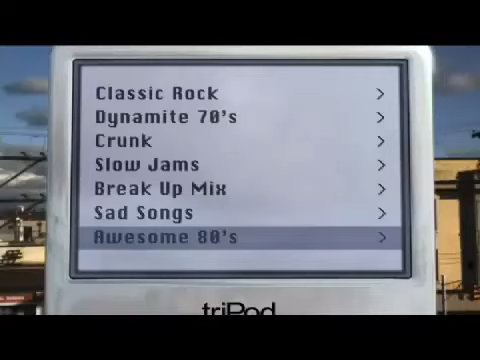 Classic Rock >
Dynamite 70's >
Crunk >
Slow Jams >
Break Up Mix >
Sad Songs >
Awesome 80's >
triPod